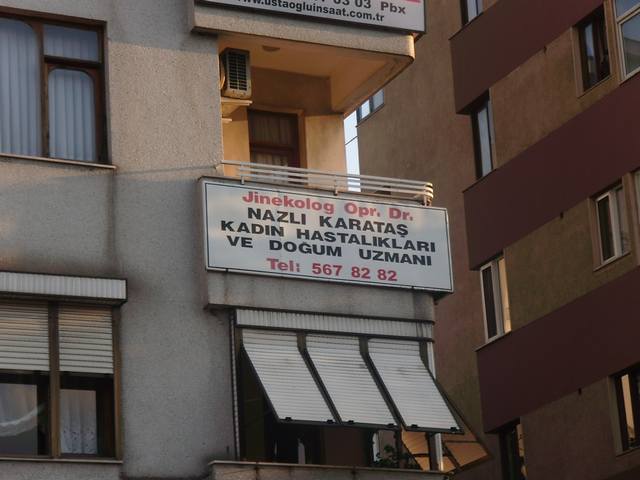 03 03 Pbx
www.ustaogluinsaat.com.tr
Jinekolog Opr. Dr.
NAZLI KARATAŞ
KADIN HASTALIKLARI
VE DOĞUM UZMANI
Tel: 567 82 82